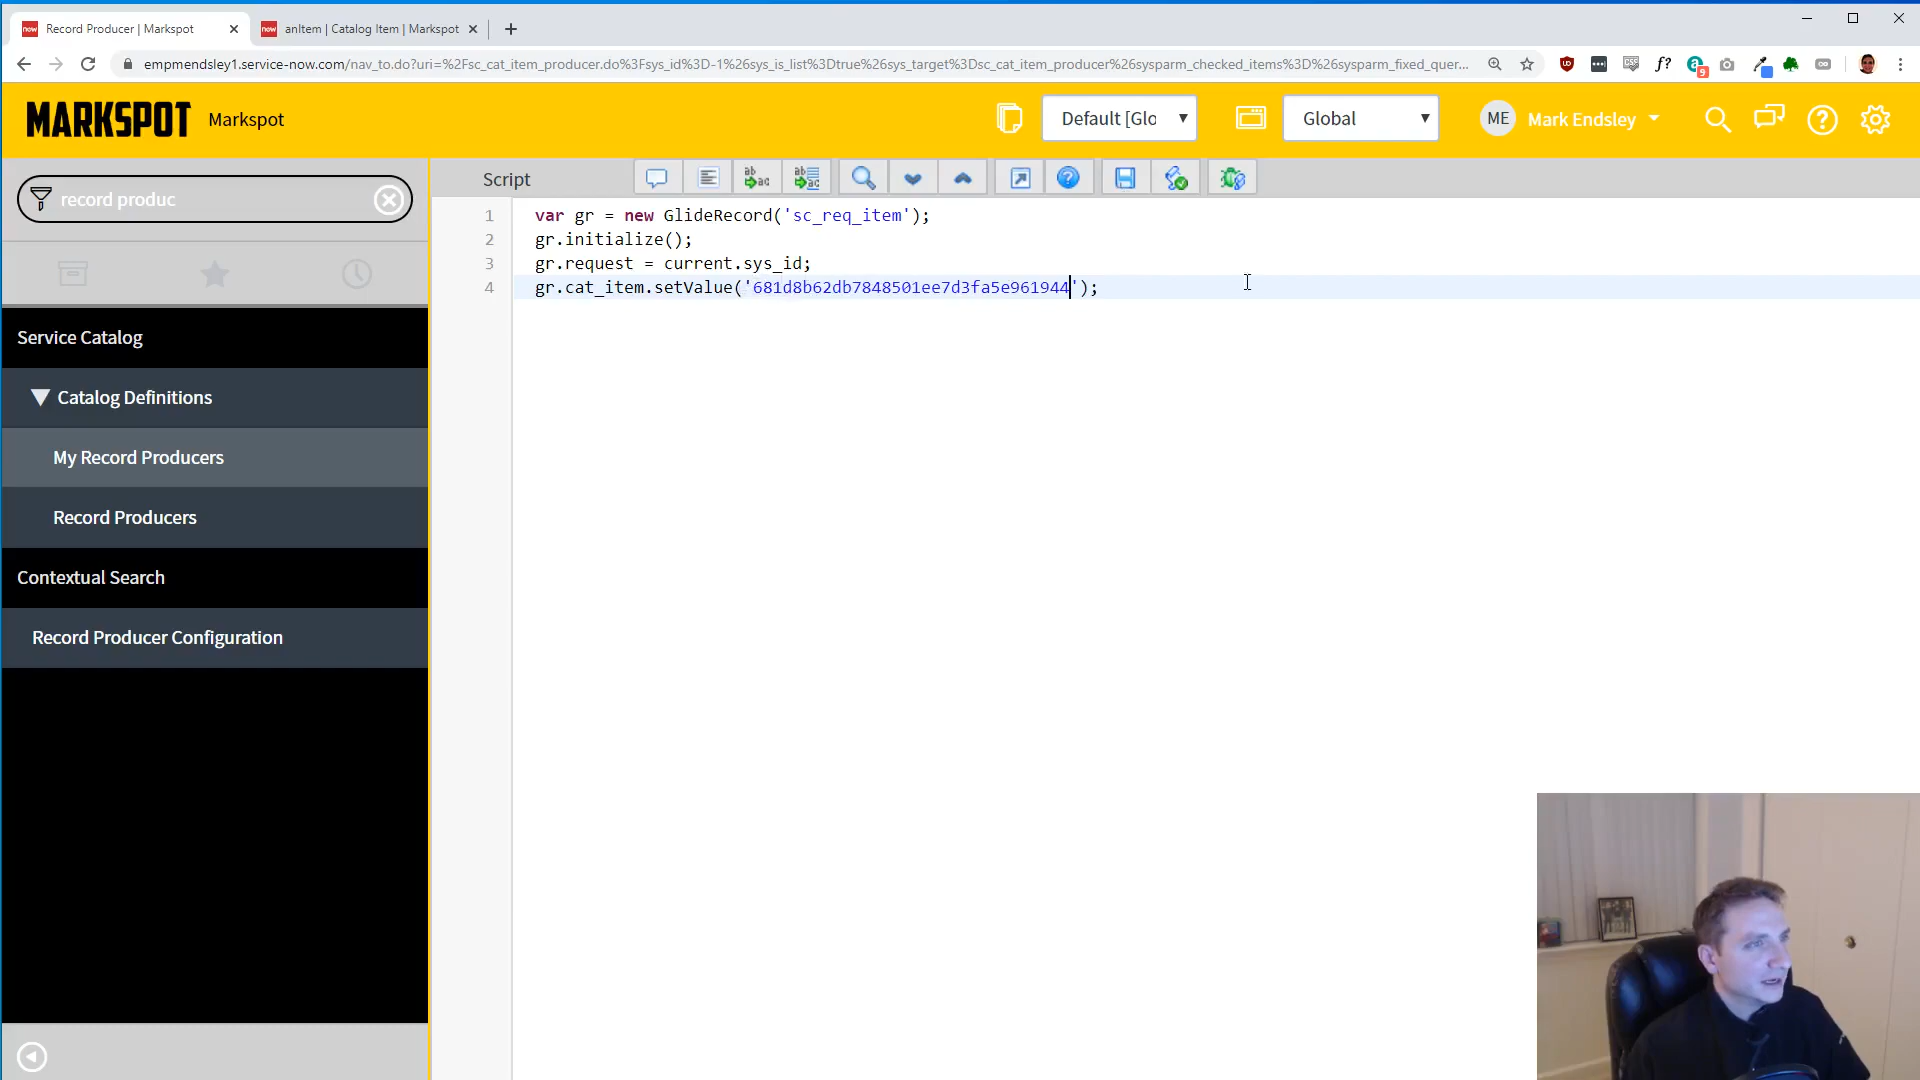 Record Producer | Markspot
anItem | Catalog Item | Markspot
empmendsley1.service-now.com/nav_to.do?uri=%2Fsc_cat_item_producer.do%3Fsys_id%3D-1%26sys_is_list%3Dtrue%26sys_target%3Dsc_cat_item_producer%26sysparm_checked_items%3D%26sysparm_fixed_quer...
MARKSPOT
Markspot
Default [Glo
Global
ME
Mark Endsley
record produc
Script
Service Catalog
Catalog Definitions
My Record Producers
Record Producers
Contextual Search
Record Producer Configuration
1 var gr = new GlideRecord('sc_req_item');
2 gr.initialize();
3 gr.request = current.sys_id;
4 gr.cat_item.setValue('681d8b62db7848501ee7d3fa5e961944');